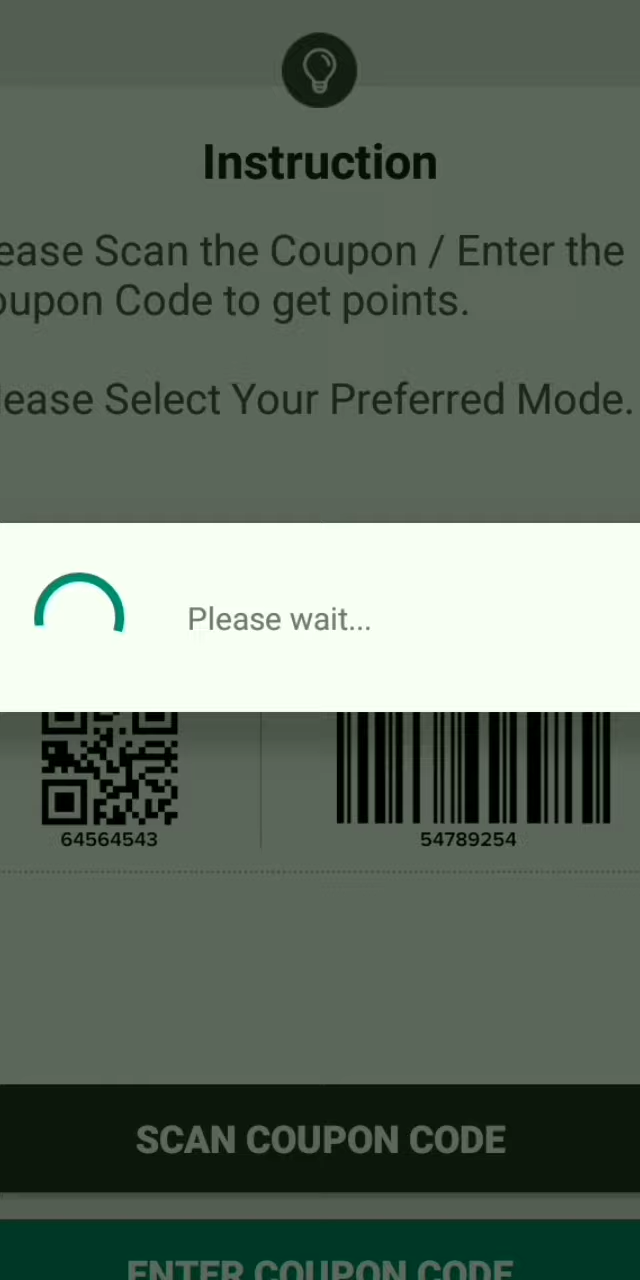 Instruction
ease Scan the Coupon / Enter the
oupon Code to get points.
lease Select Your Preferred Mode.
Please wait...
64564543
54789254
SCAN COUPON CODE
ENTER COUPON CODE